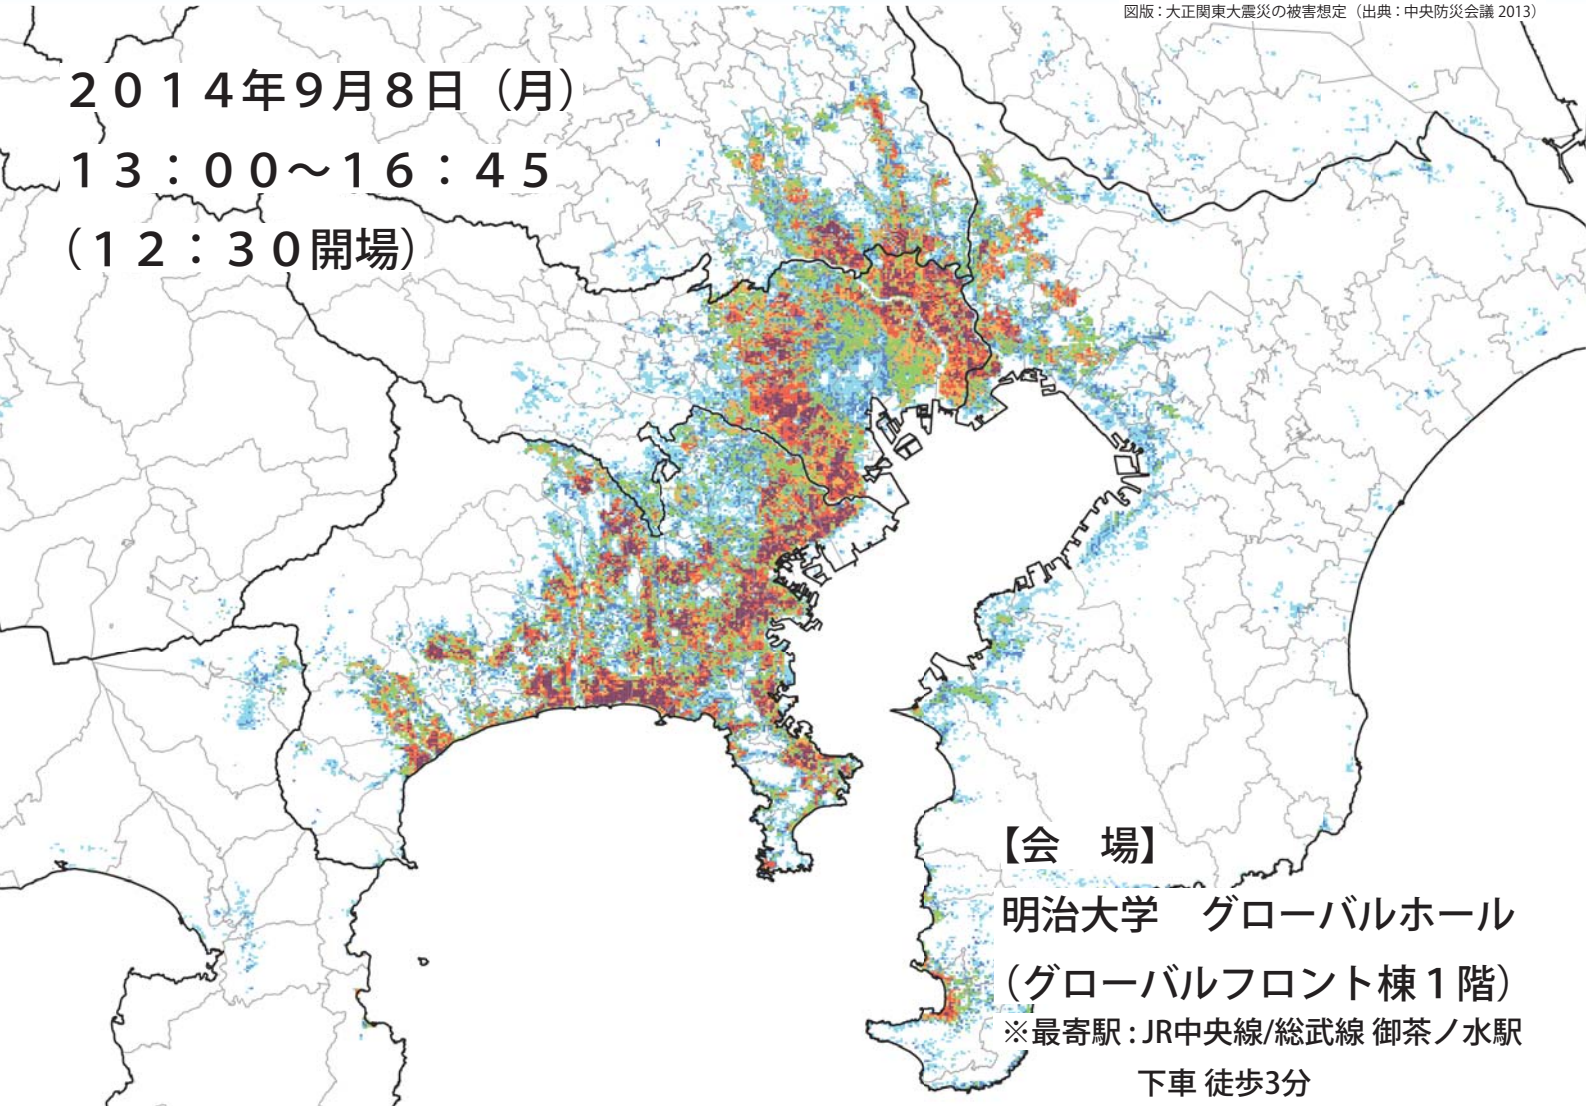 図版：大正関東大震災の被害想定（出典：中央防災会議 2013）
２０１４年９月８日（月）
１３：００～１６：４５
（１２：３０開場）
【会　場】
明治大学　グローバルホール
（グローバルフロント棟１階）
※最寄駅：JR中央線/総武線 御茶ノ水駅
下車 徒歩3分